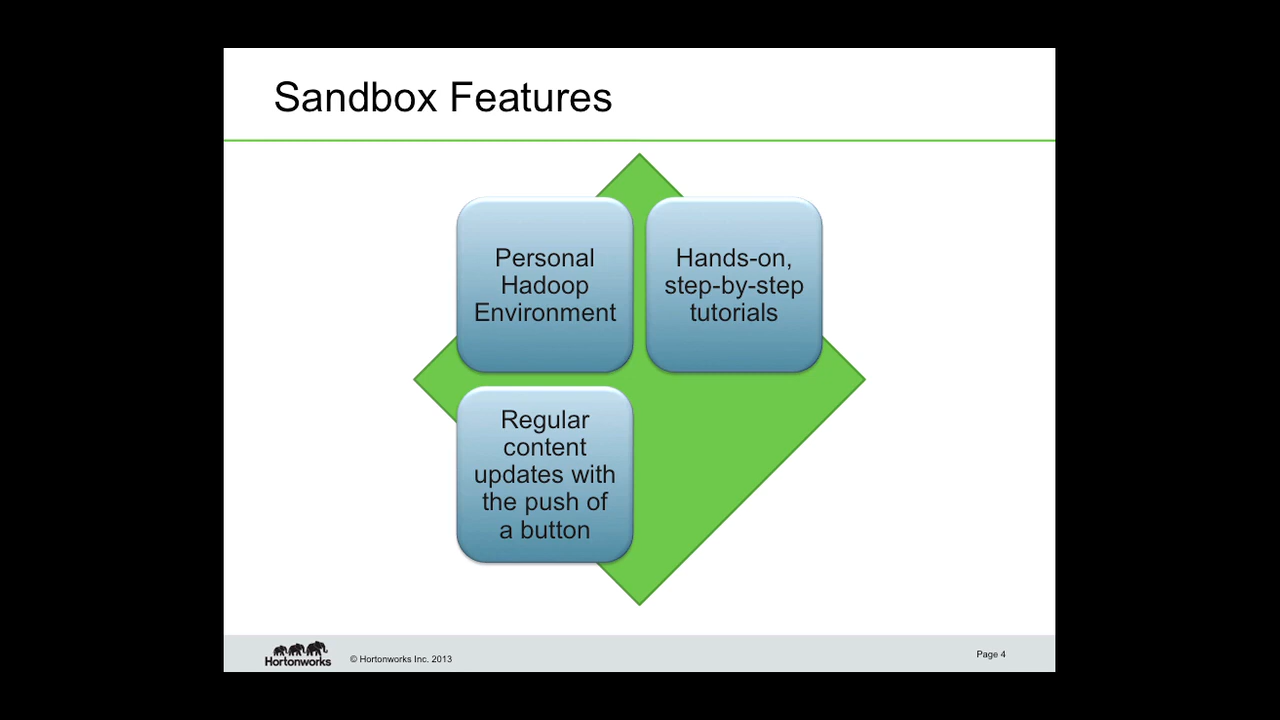 Sandbox Features
Personal
Hadoop
Environment
Hands-on,
step-by-step
tutorials
Regular
content
updates with
the push of
a button
Hortonworks
© Hortonworks Inc. 2013
Page 4